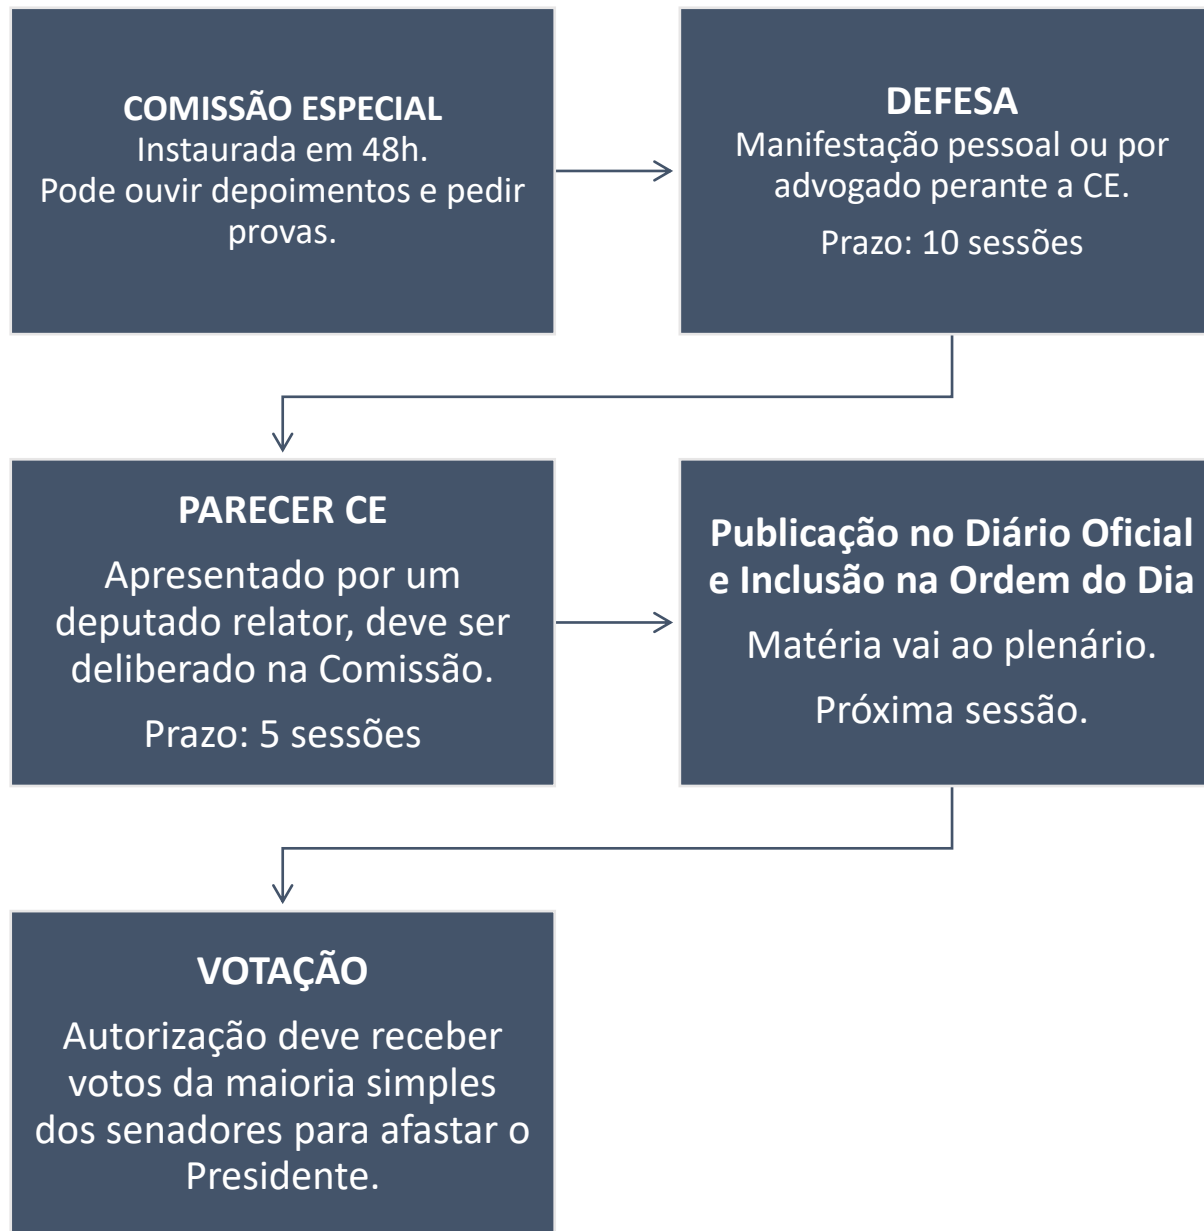 COMISSÃO ESPECIAL
Instaurada em 48h.
Pode ouvir depoimentos e pedir
provas.
DEFESA
Manifestação pessoal ou por
advogado perante a CE.
Prazo: 10 sessões
PARECER CE
Apresentado por um
deputado relator, deve ser
deliberado na Comissão.
Prazo: 5 sessões
Publicação no Diário Oficial
e Inclusão na Ordem do Dia
Matéria vai ao plenário.
Próxima sessão.
VOTAÇÃO
Autorização deve receber
votos da maioria simples
dos senadores para afastar o
Presidente.